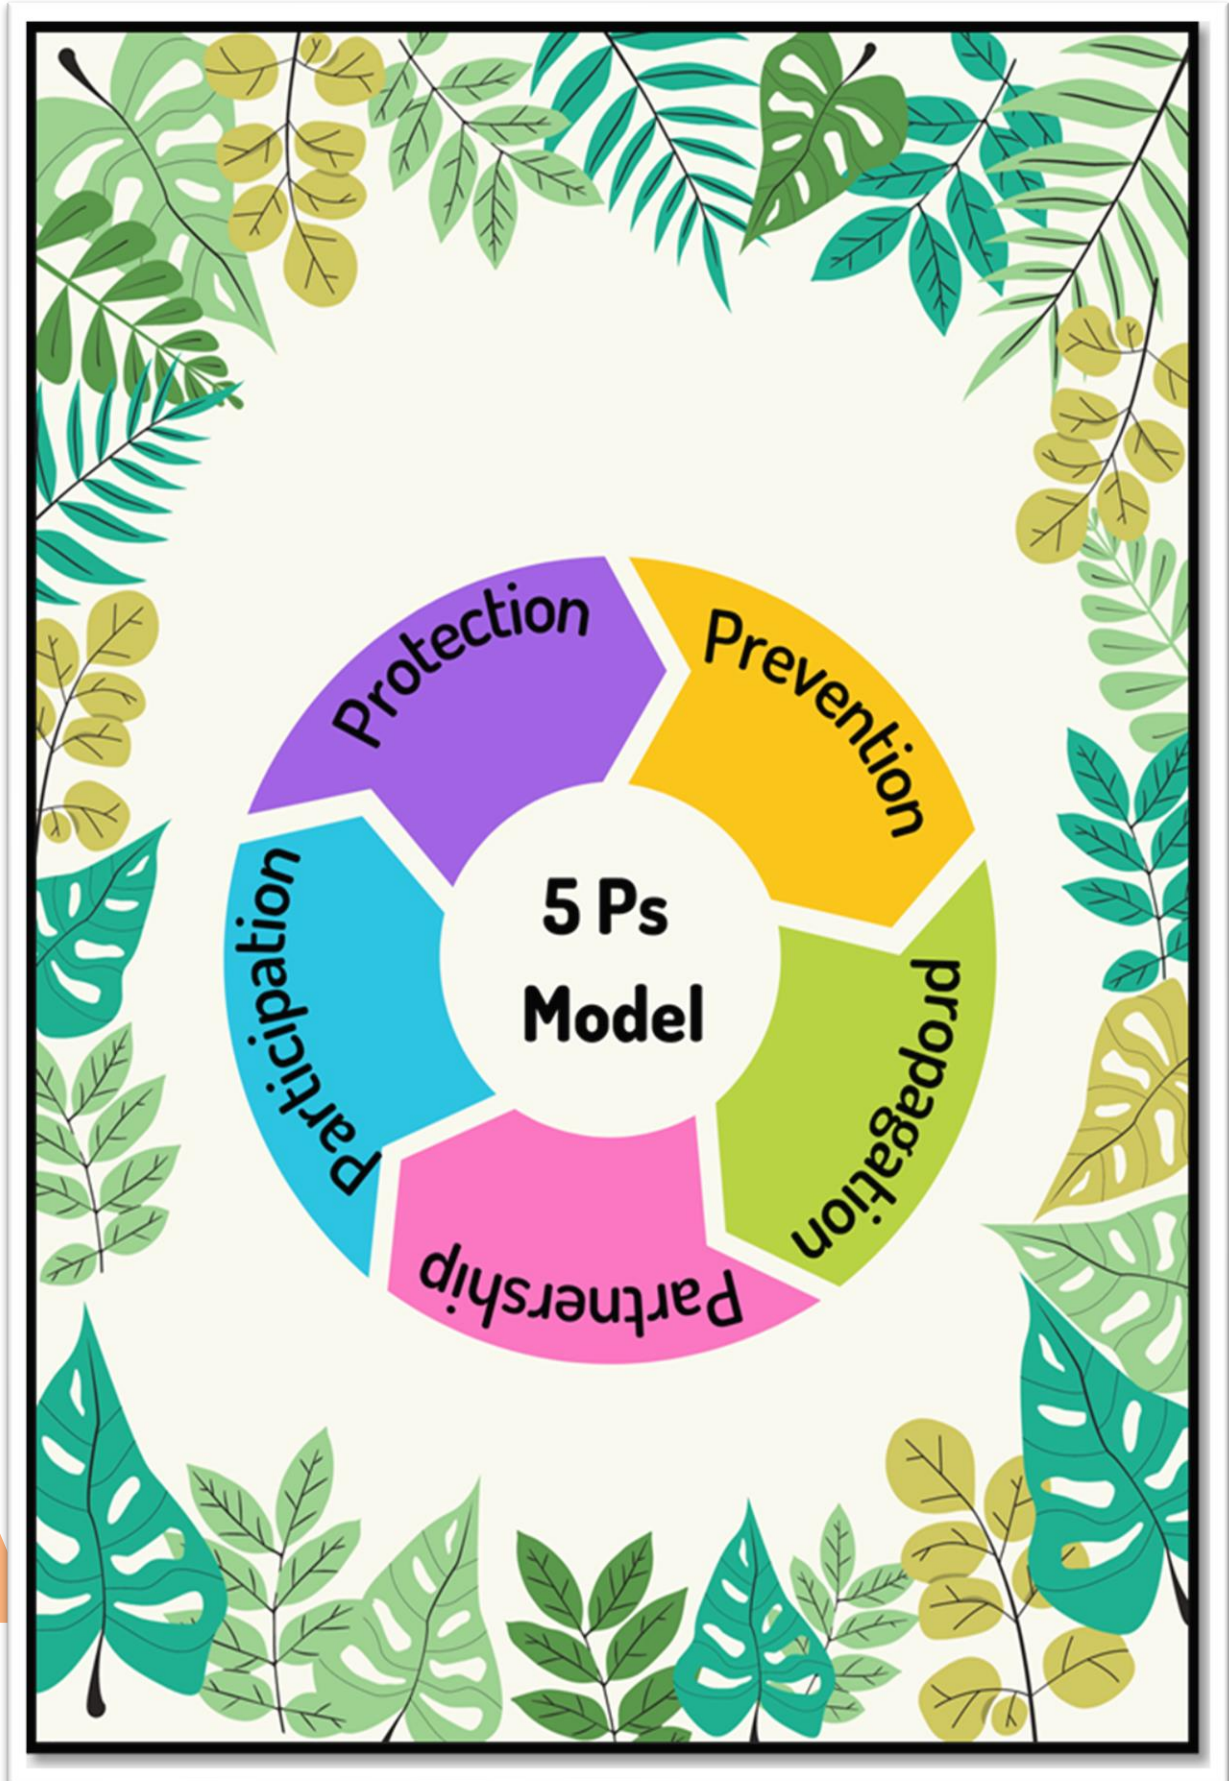 Protection
Prevention
propagation
Partnership
Participation
5 Ps
Model